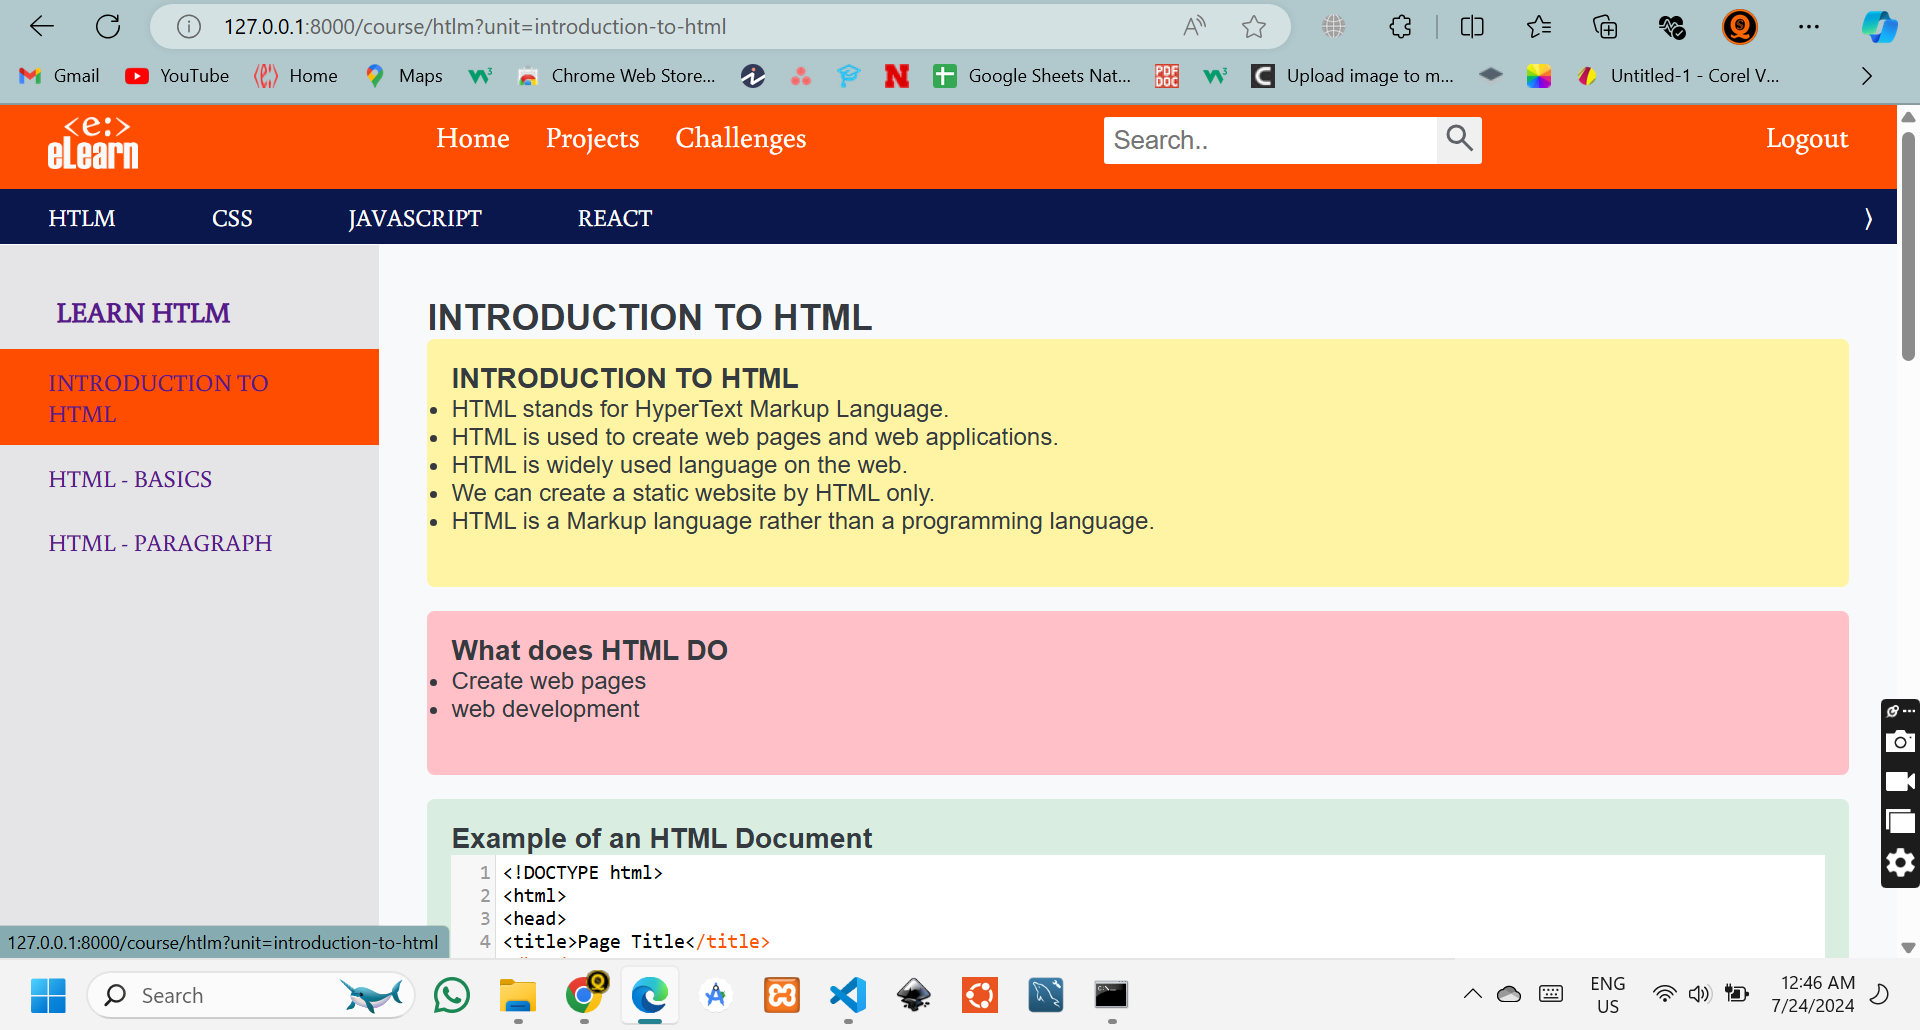 127.0.0.1:8000/course/htlm?unit=introduction-to-html
Gmail YouTube Home Maps Chrome Web Store... Google Sheets Nat... PDF DOC Upload image to m... Untitled-1 - Corel V...
<e:>
eLearn
Home Projects Challenges Search.. Logout
HTLM CSS JAVASCRIPT REACT ⟩
LEARN HTLM
INTRODUCTION TO
HTML
HTML - BASICS
HTML - PARAGRAPH
INTRODUCTION TO HTML
INTRODUCTION TO HTML
• HTML stands for HyperText Markup Language.
• HTML is used to create web pages and web applications.
• HTML is widely used language on the web.
• We can create a static website by HTML only.
• HTML is a Markup language rather than a programming language.
What does HTML DO
• Create web pages
• web development
Example of an HTML Document
1 <!DOCTYPE html>
2 <html>
3 <head>
4 <title>Page Title</title>
127.0.0.1:8000/course/htlm?unit=introduction-to-html
Search
ENG
US
12:46 AM
7/24/2024